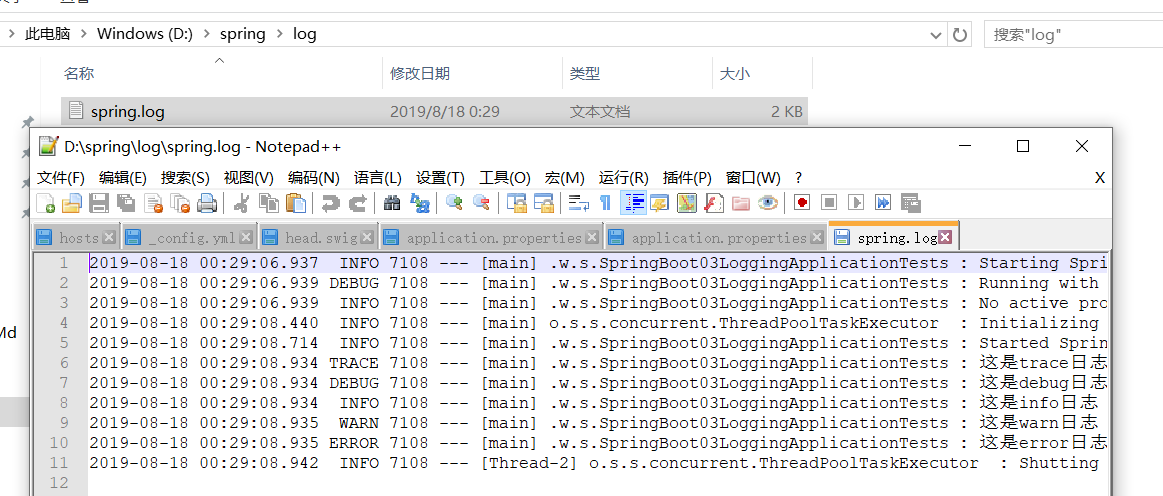 此电脑 > Windows (D:) > spring > log
搜索"log"
名称 修改日期 类型 大小
spring.log 2019/8/18 0:29 文本文档 2 KB
D:\spring\log\spring.log - Notepad++
文件(F) 编辑(E) 搜索(S) 视图(V) 编码(N) 语言(L) 设置(T) 工具(O) 宏(M) 运行(R) 插件(P) 窗口(W) ? X
hosts _config.yml head.swig application.properties application.properties spring.log
1 2019-08-18 00:29:06.937  INFO 7108 --- [main] .w.s.SpringBoot03LoggingApplicationTests : Starting Spri
2 2019-08-18 00:29:06.939 DEBUG 7108 --- [main] .w.s.SpringBoot03LoggingApplicationTests : Running with
3 2019-08-18 00:29:06.939  INFO 7108 --- [main] .w.s.SpringBoot03LoggingApplicationTests : No active pro
4 2019-08-18 00:29:08.440  INFO 7108 --- [main] o.s.s.concurrent.ThreadPoolTaskExecutor  : Initializing
5 2019-08-18 00:29:08.714  INFO 7108 --- [main] .w.s.SpringBoot03LoggingApplicationTests : Started Sprin
Md
6 2019-08-18 00:29:08.934 TRACE 7108 --- [main] .w.s.SpringBoot03LoggingApplicationTests : 这是trace日志
7 2019-08-18 00:29:08.934 DEBUG 7108 --- [main] .w.s.SpringBoot03LoggingApplicationTests : 这是debug日志
8 2019-08-18 00:29:08.934  INFO 7108 --- [main] .w.s.SpringBoot03LoggingApplicationTests : 这是info日志
9 2019-08-18 00:29:08.935  WARN 7108 --- [main] .w.s.SpringBoot03LoggingApplicationTests : 这是warn日志
10 2019-08-18 00:29:08.935 ERROR 7108 --- [main] .w.s.SpringBoot03LoggingApplicationTests : 这是error日志
11 2019-08-18 00:29:08.942  INFO 7108 --- [Thread-2] o.s.s.concurrent.ThreadPoolTaskExecutor  : Shutting
12